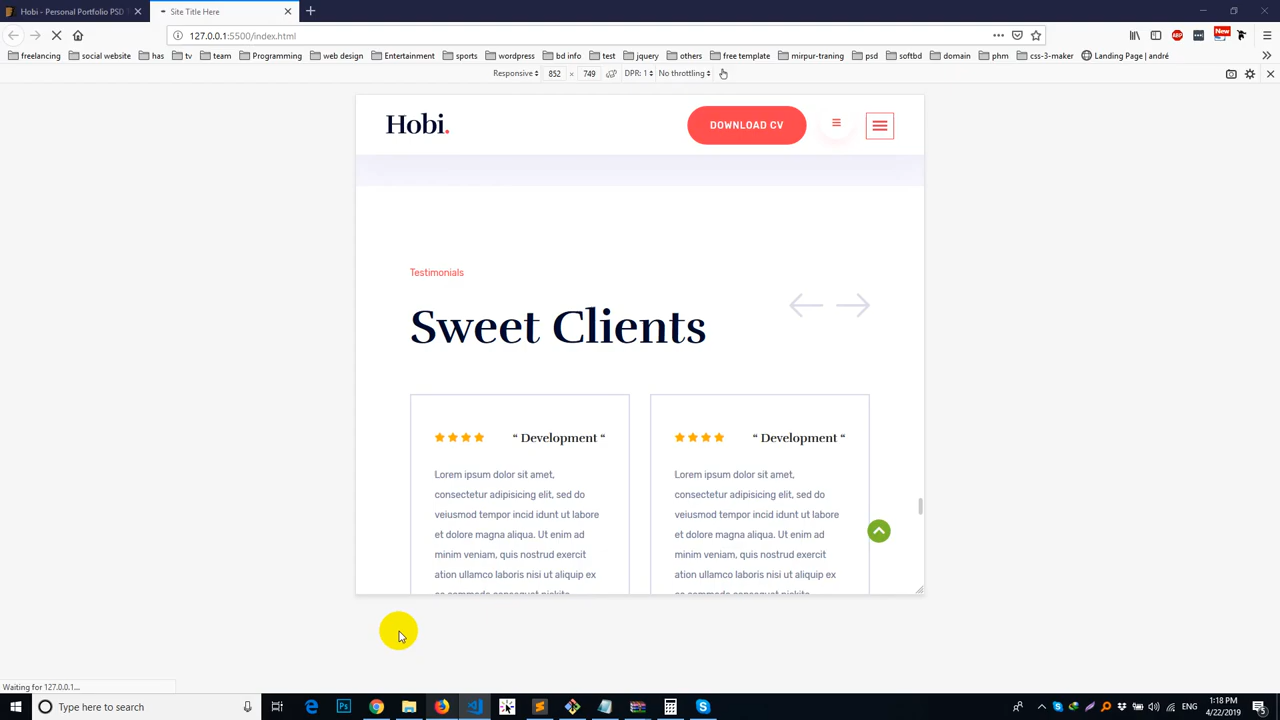 Hobi - Personal Portfolio PSD
Site Title Here
127.0.0.1:5500/index.html
freelancing
social website
has
tv
team
Programming
web design
Entertainment
sports
wordpress
bd info
test
jquery
others
free template
mirpur-traning
psd
softbd
domain
phm
css-3-maker
Landing Page | andré
Responsive
852 × 749
DPR: 1
No throttling
New
ABP
Hobi.
DOWNLOAD CV
Testimonials
Sweet Clients
“ Development “
Lorem ipsum dolor sit amet,
consectetur adipisicing elit, sed do
veiusmod tempor incid idunt ut labore
et dolore magna aliqua. Ut enim ad
minim veniam, quis nostrud exercit
ation ullamco laboris nisi ut aliquip ex
“ Development “
Lorem ipsum dolor sit amet,
consectetur adipisicing elit, sed do
veiusmod tempor incid idunt ut labore
et dolore magna aliqua. Ut enim ad
minim veniam, quis nostrud exercit
ation ullamco laboris nisi ut aliquip ex
Waiting for 127.0.0.1...
Type here to search
ENG
1:18 PM
4/22/2019